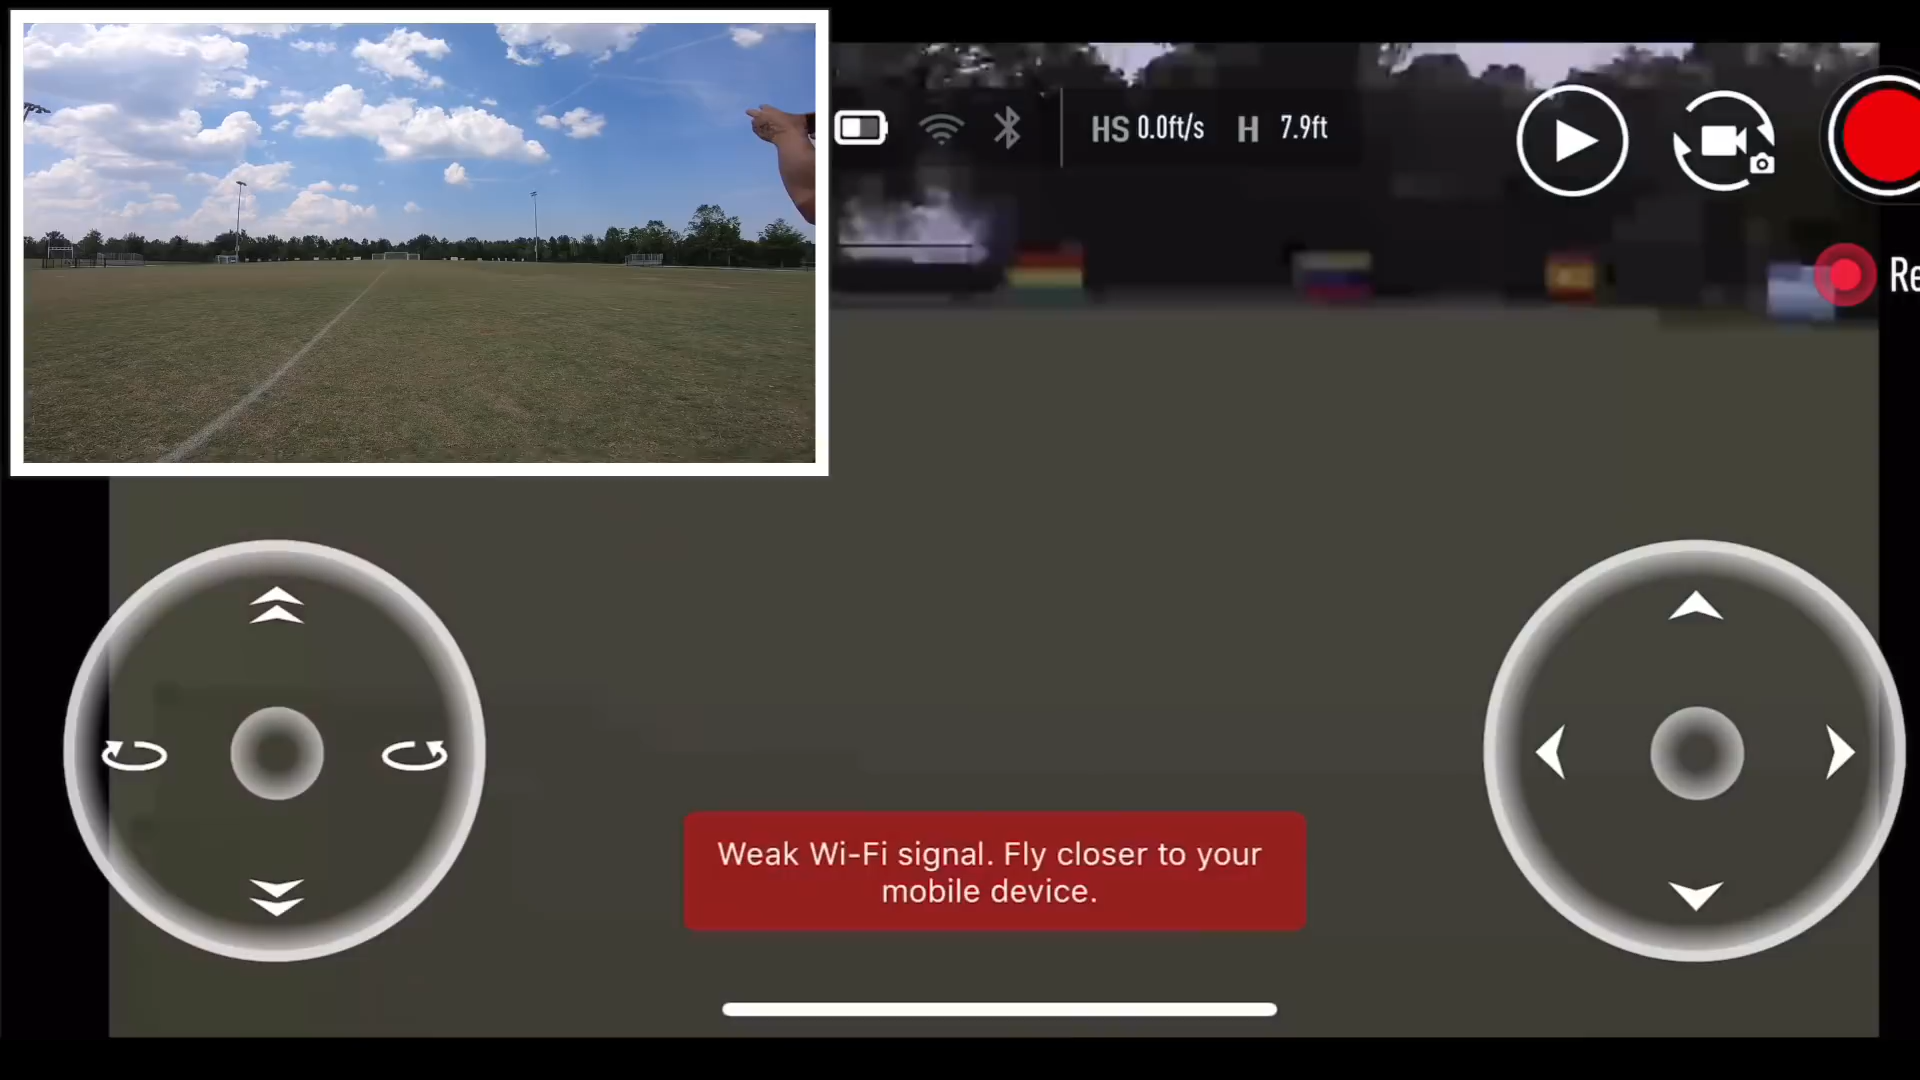 HS 0.0ft/s H 7.9ft
Re
Weak Wi-Fi signal. Fly closer to your
mobile device.